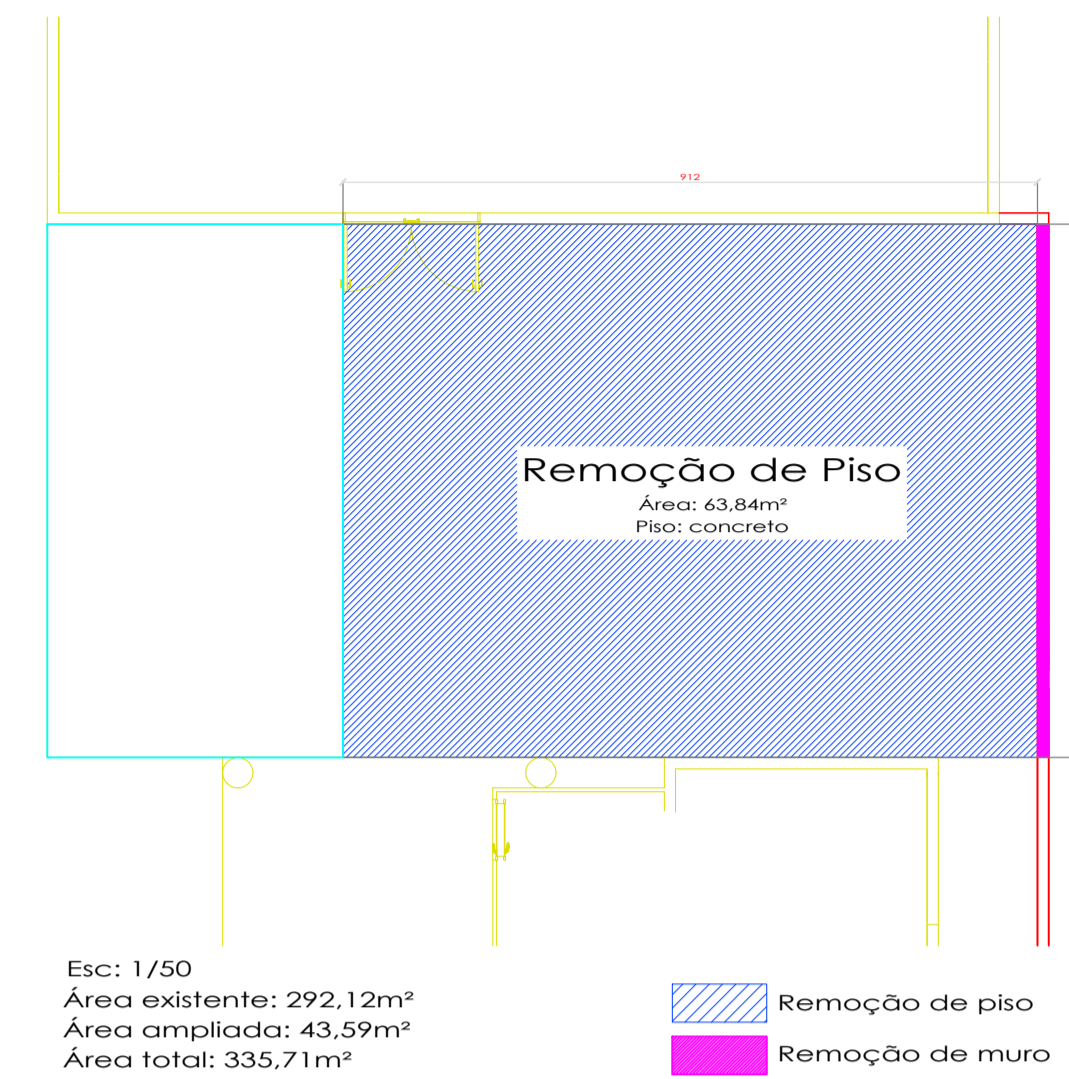 912
Remoção de Piso
Área: 63,84m²
Piso: concreto
Esc: 1/50
Área existente: 292,12m²
Área ampliada: 43,59m²
Área total: 335,71m²
Remoção de piso
Remoção de muro